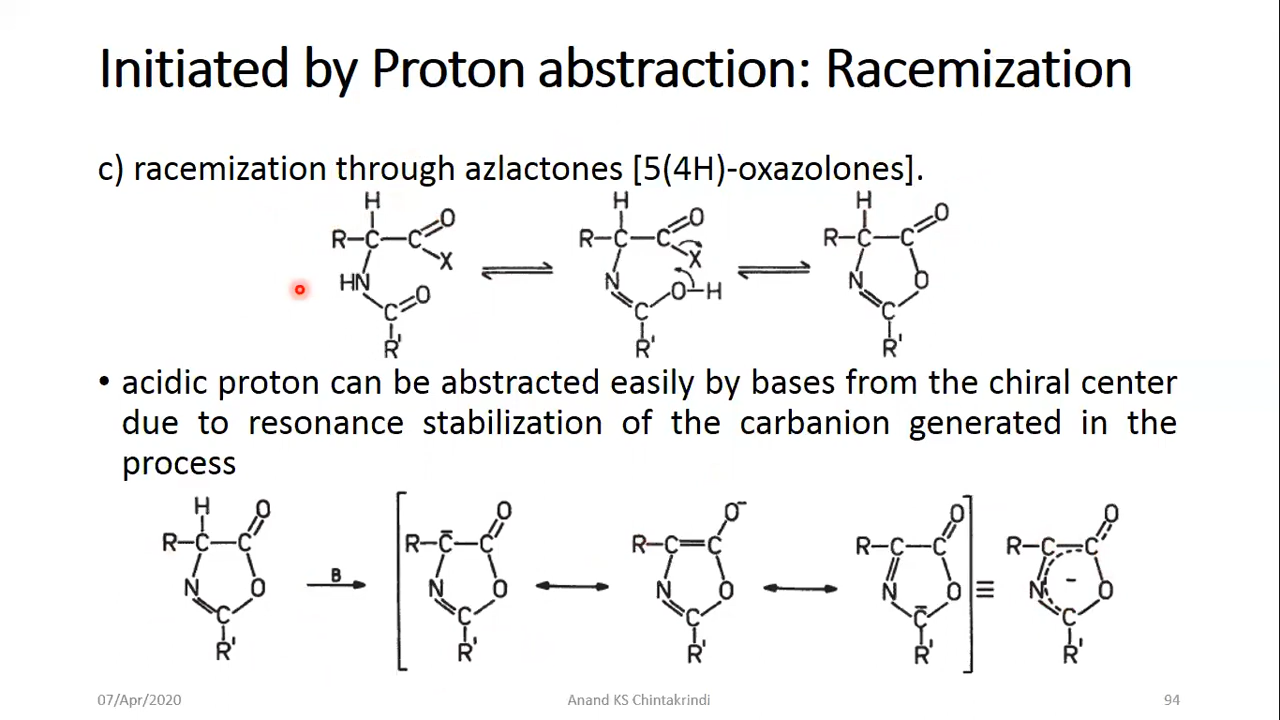 Initiated by Proton abstraction: Racemization
c) racemization through azlactones [5(4H)-oxazolones].
H H H
R–C–C O X R–C–C O X R–C–C O
HN N O–H N O
C O C C
R' R' R'
• acidic proton can be abstracted easily by bases from the chiral center
due to resonance stabilization of the carbanion generated in the
process
H O O O⁻ O O
R–C–C B R–C–C R–C=C R–C–C ≡ R–C=C
N O N O N O N O N - O
C C C C C
R' R' R' R' R'
07/Apr/2020
Anand KS Chintakrindi
94